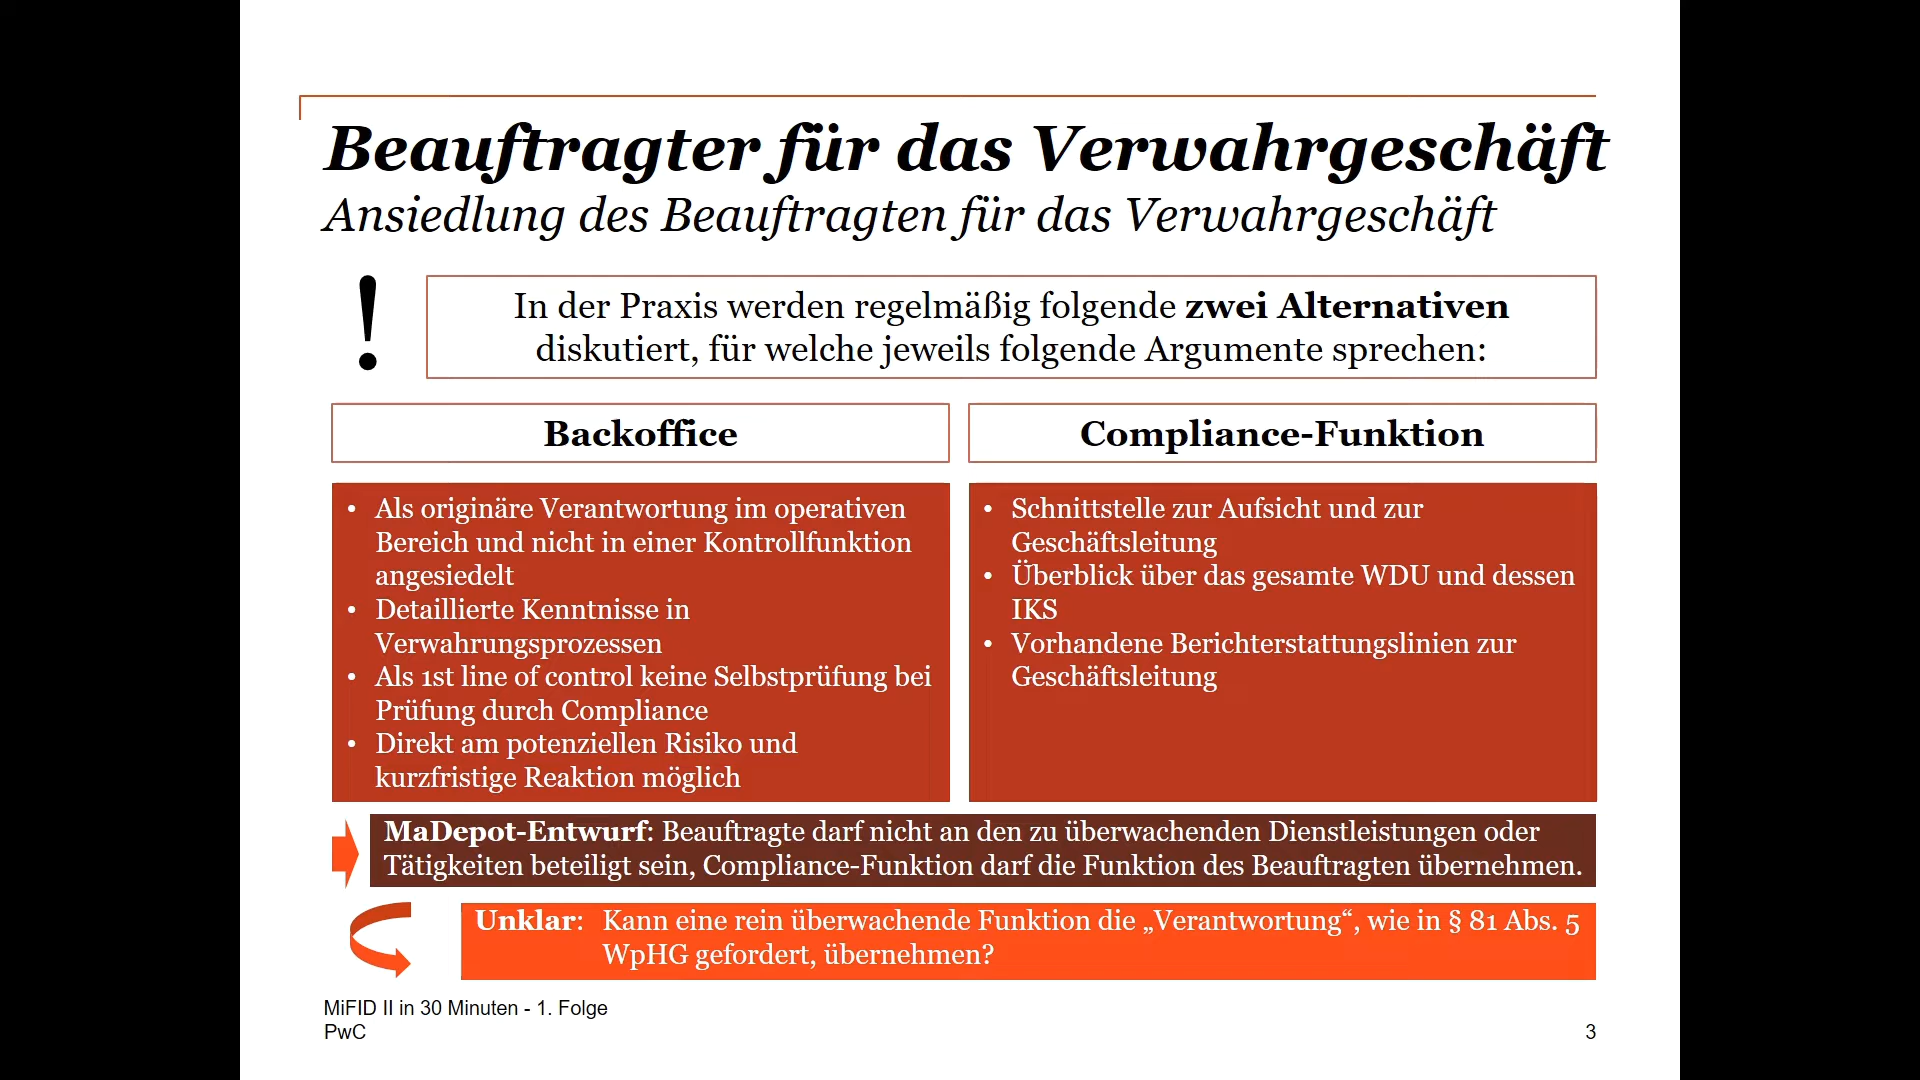 Beauftragter für das Verwahrgeschäft
Ansiedlung des Beauftragten für das Verwahrgeschäft
!
In der Praxis werden regelmäßig folgende zwei Alternativen
diskutiert, für welche jeweils folgende Argumente sprechen:
Backoffice
• Als originäre Verantwortung im operativen
Bereich und nicht in einer Kontrollfunktion
angesiedelt
• Detaillierte Kenntnisse in
Verwahrungsprozessen
• Als 1st line of control keine Selbstprüfung bei
Prüfung durch Compliance
• Direkt am potenziellen Risiko und
kurzfristige Reaktion möglich
Compliance-Funktion
• Schnittstelle zur Aufsicht und zur
Geschäftsleitung
• Überblick über das gesamte WDU und dessen
IKS
• Vorhandene Berichterstattungslinien zur
Geschäftsleitung
MaDepot-Entwurf: Beauftragte darf nicht an den zu überwachenden Dienstleistungen oder
Tätigkeiten beteiligt sein, Compliance-Funktion darf die Funktion des Beauftragten übernehmen.
Unklar: Kann eine rein überwachende Funktion die „Verantwortung“, wie in § 81 Abs. 5
WpHG gefordert, übernehmen?
MiFID II in 30 Minuten - 1. Folge
PwC
3